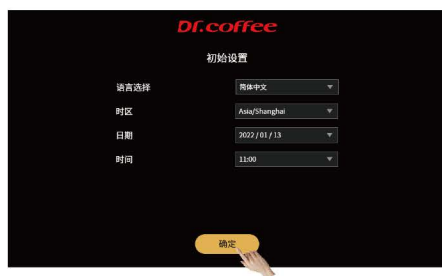 Dr.coffee
初始设置
语言选择 简体中文
时区 Asia/Shanghai
日期 2022 / 01 / 13
时间 11:00
确定